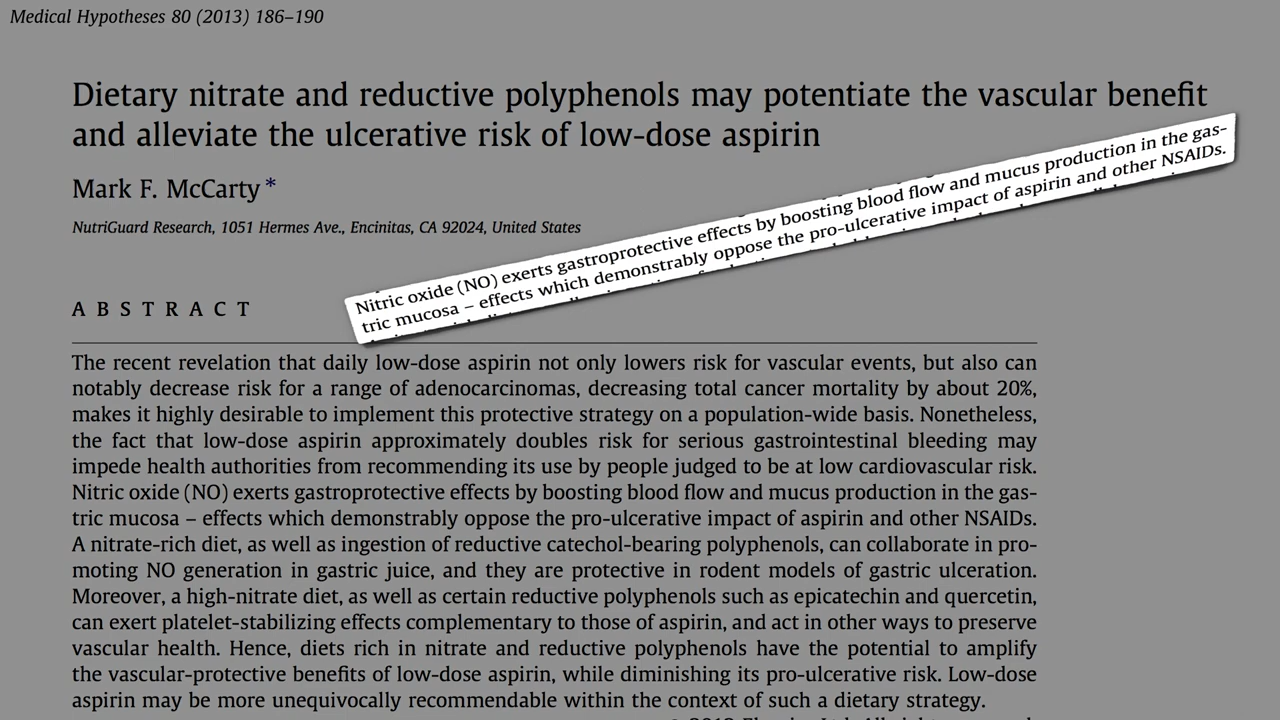 Medical Hypotheses 80 (2013) 186–190
Dietary nitrate and reductive polyphenols may potentiate the vascular benefit
and alleviate the ulcerative risk of low-dose aspirin
Mark F. McCarty *
NutriGuard Research, 1051 Hermes Ave., Encinitas, CA 92024, United States
Nitric oxide (NO) exerts gastroprotective effects by boosting blood flow and mucus production in the gas-
tric mucosa – effects which demonstrably oppose the pro-ulcerative impact of aspirin and other NSAIDs.
A B S T R A C T
The recent revelation that daily low-dose aspirin not only lowers risk for vascular events, but also can
notably decrease risk for a range of adenocarcinomas, decreasing total cancer mortality by about 20%,
makes it highly desirable to implement this protective strategy on a population-wide basis. Nonetheless,
the fact that low-dose aspirin approximately doubles risk for serious gastrointestinal bleeding may
impede health authorities from recommending its use by people judged to be at low cardiovascular risk.
Nitric oxide (NO) exerts gastroprotective effects by boosting blood flow and mucus production in the gas-
tric mucosa – effects which demonstrably oppose the pro-ulcerative impact of aspirin and other NSAIDs.
A nitrate-rich diet, as well as ingestion of reductive catechol-bearing polyphenols, can collaborate in pro-
moting NO generation in gastric juice, and they are protective in rodent models of gastric ulceration.
Moreover, a high-nitrate diet, as well as certain reductive polyphenols such as epicatechin and quercetin,
can exert platelet-stabilizing effects complementary to those of aspirin, and act in other ways to preserve
vascular health. Hence, diets rich in nitrate and reductive polyphenols have the potential to amplify
the vascular-protective benefits of low-dose aspirin, while diminishing its pro-ulcerative risk. Low-dose
aspirin may be more unequivocally recommendable within the context of such a dietary strategy.